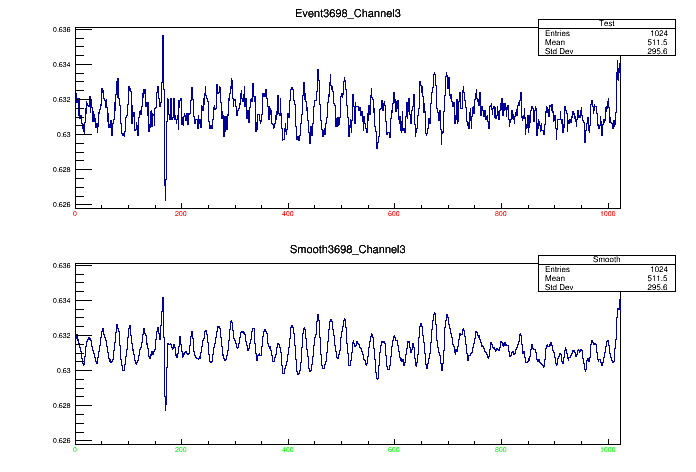 Event3698_Channel3
Test
Entries 1024
Mean 511.5
Std Dev 295.6
0.636
0.634
0.632
0.63
0.628
0.626
0 200 400 600 800 1000
Smooth3698_Channel3
Smooth
Entries 1024
Mean 511.5
Std Dev 295.6
0.636
0.634
0.632
0.63
0.628
0.626
0 200 400 600 800 1000